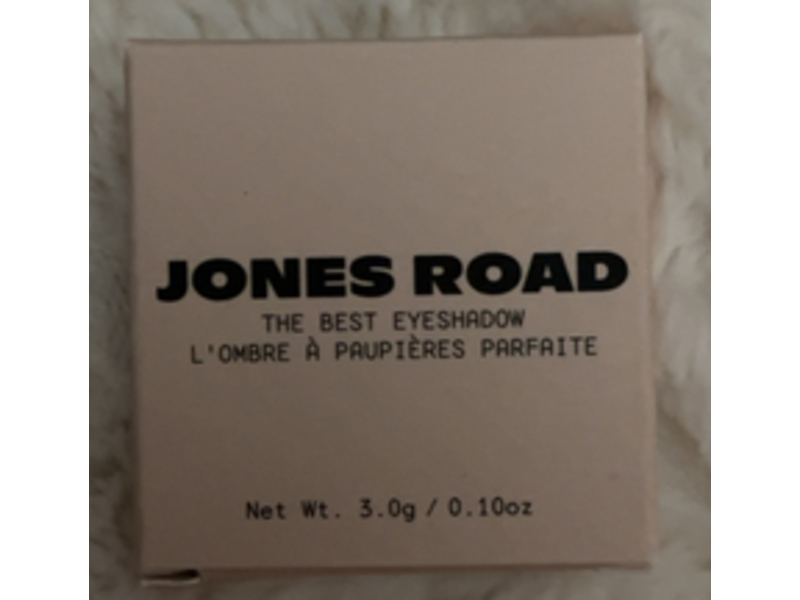 JONES ROAD
THE BEST EYESHADOW
L'OMBRE À PAUPIÈRES PARFAITE
Net Wt. 3.0g / 0.10oz